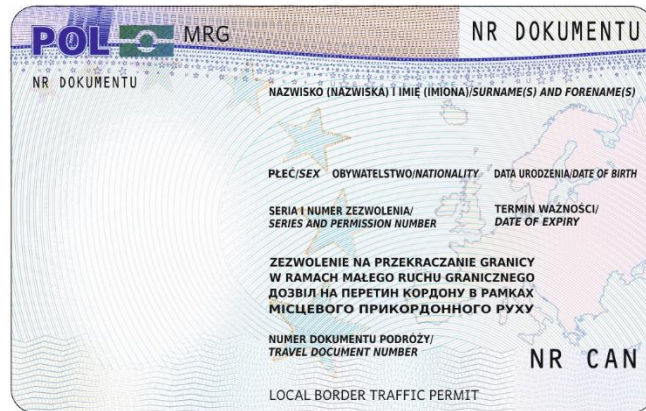 POL MRG NR DOKUMENTU
NR DOKUMENTU
NAZWISKO (NAZWISKA) I IMIĘ (IMIONA)/SURNAME(S) AND FORENAME(S)
PŁEĆ/SEX OBYWATELSTWO/NATIONALITY DATA URODZENIA/DATE OF BIRTH
SERIA I NUMER ZEZWOLENIA/ TERMIN WAŻNOŚCI/
SERIES AND PERMISSION NUMBER DATE OF EXPIRY
ZEZWOLENIE NA PRZEKRACZANIE GRANICY
W RAMACH MAŁEGO RUCHU GRANICZNEGO
ДОЗВІЛ НА ПЕРЕТИН КОРДОНУ В РАМКАХ
МІСЦЕВОГО ПРИКОРДОННОГО РУХУ
NUMER DOKUMENTU PODRÓŻY/
TRAVEL DOCUMENT NUMBER
NR CAN
LOCAL BORDER TRAFFIC PERMIT